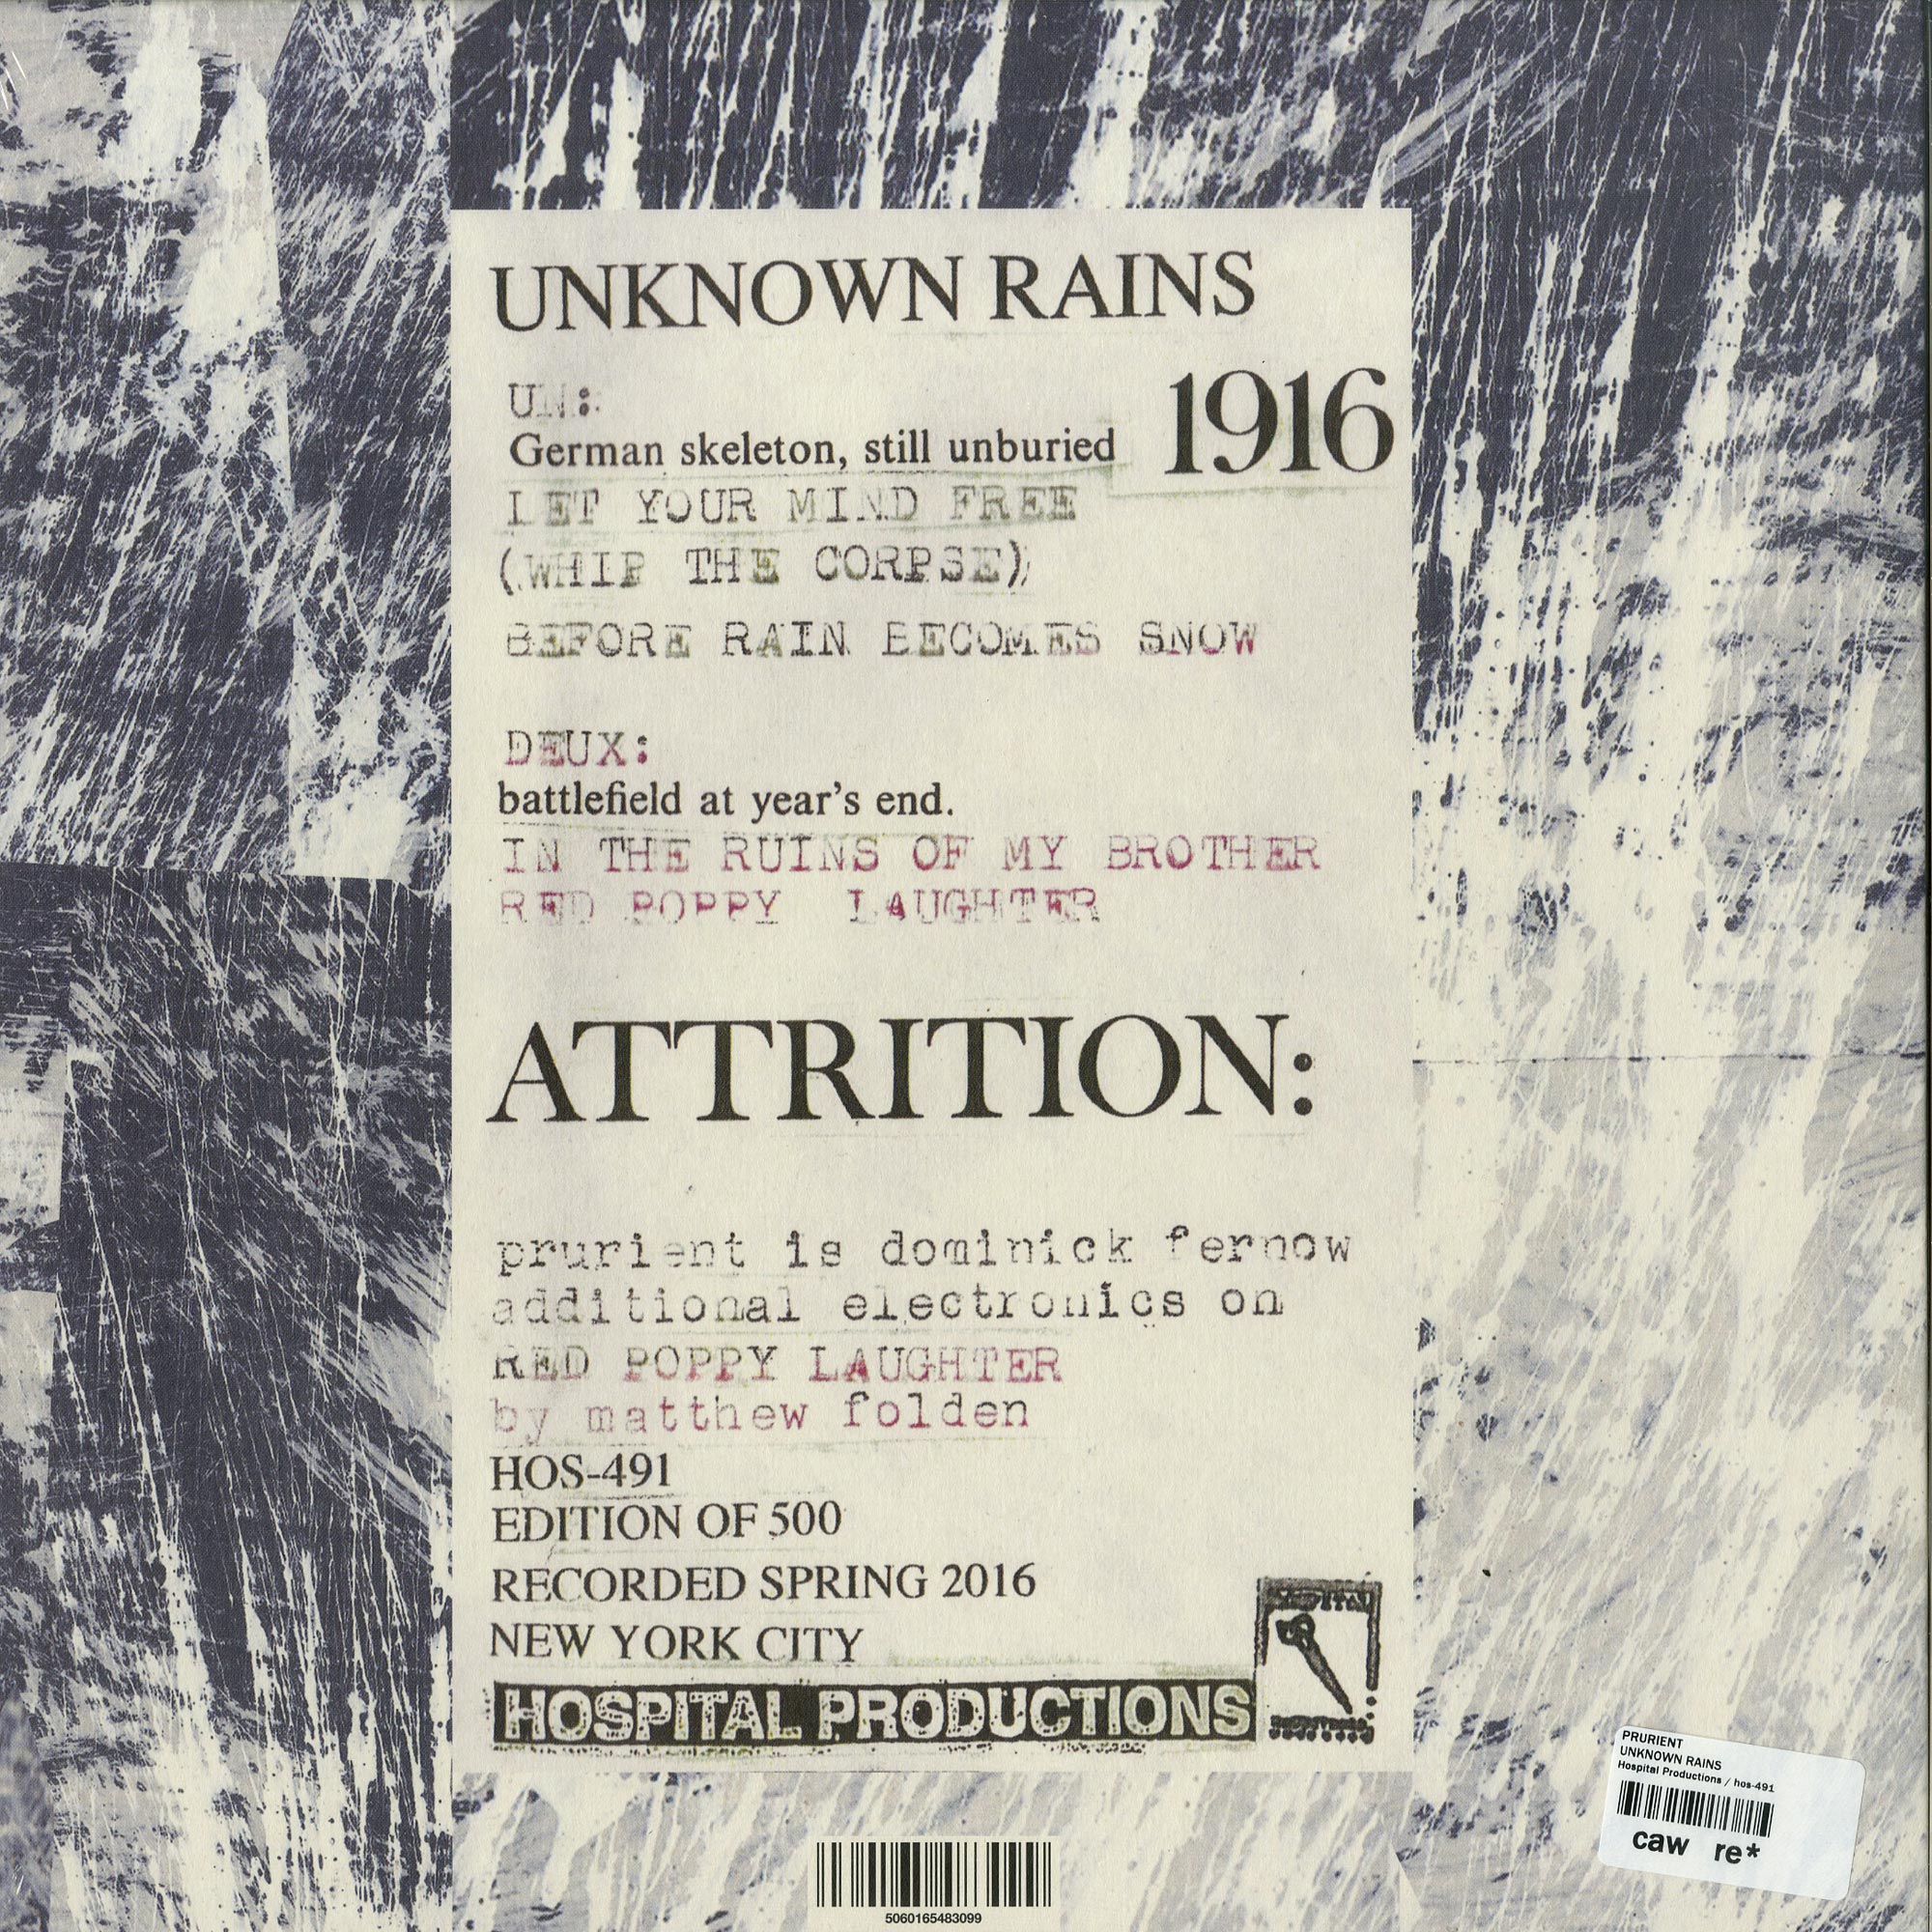 UNKNOWN RAINS
UN:
German skeleton, still unburied
1916
LET YOUR MIND FREE
(WHIP THE CORPSE)
BEFORE RAIN BECOMES SNOW
DEUX:
battlefield at year's end.
IN THE RUINS OF MY BROTHER
RED POPPY LAUGHTER
ATTRITION:
prurient is dominick fernow
additional electronics on
RED POPPY LAUGHTER
by matthew folden
HOS-491
EDITION OF 500
RECORDED SPRING 2016
NEW YORK CITY
HOSPITAL PRODUCTIONS
HOSPITAL
PRODUCTIONS
5060165483099
PRURIENT
UNKNOWN RAINS
Hospital Productions / hos-491
caw re*